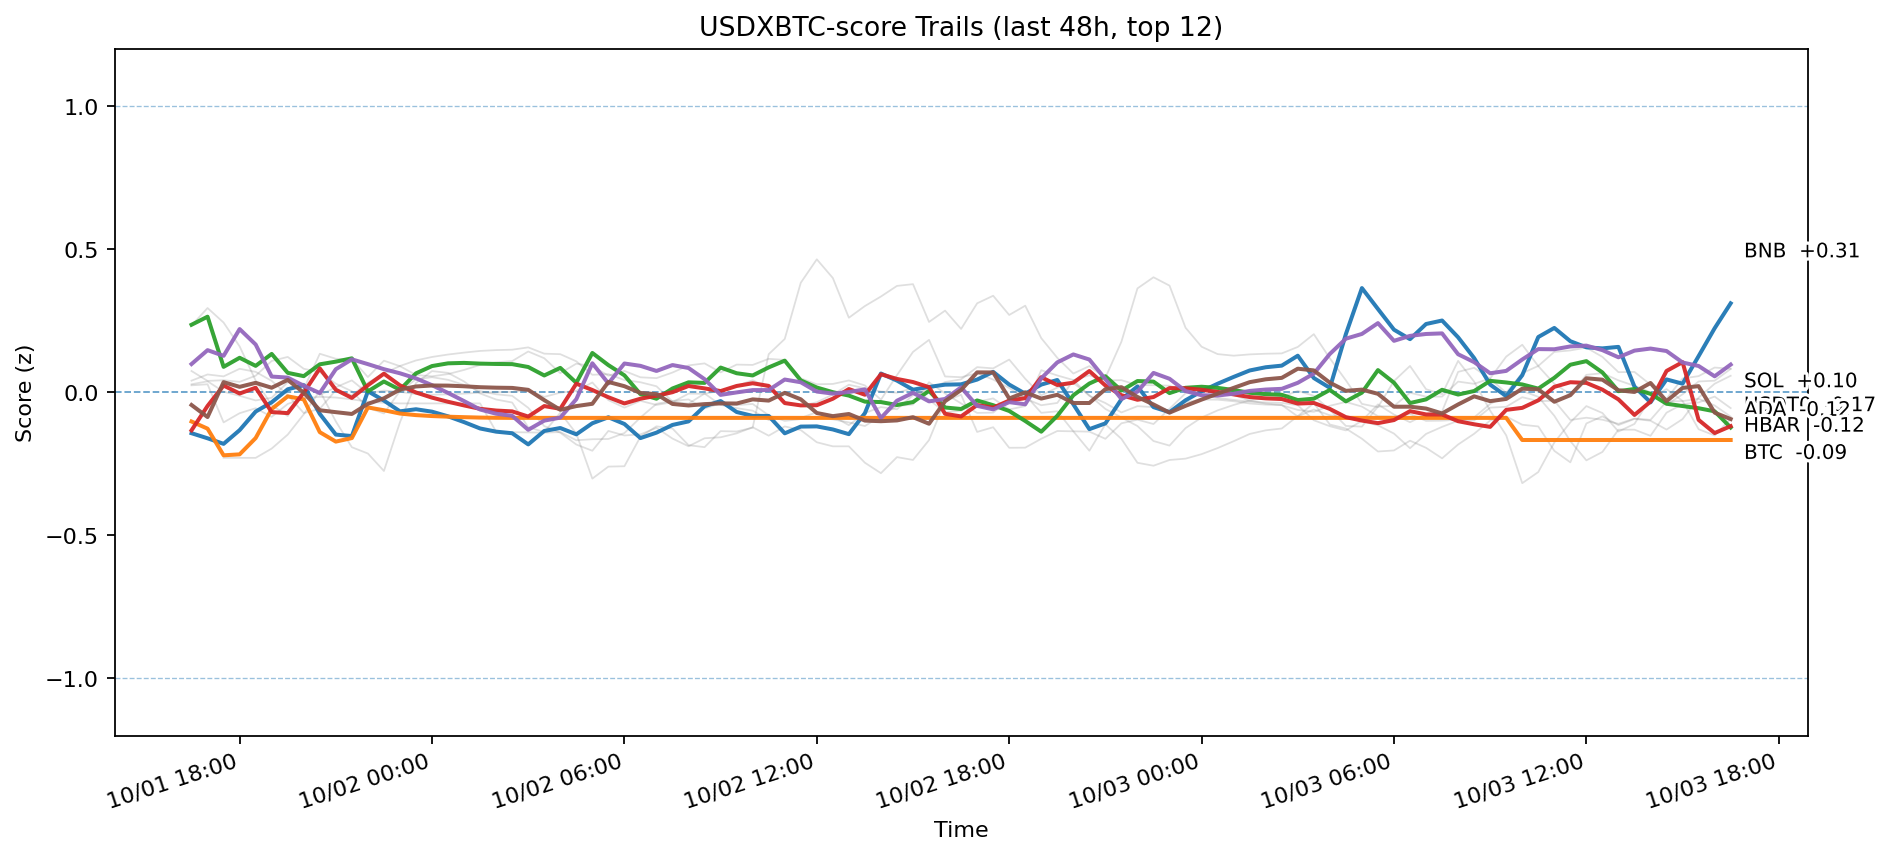 USDXBTC-score Trails (last 48h, top 12)
Score (z)
1.0
0.5
0.0
−0.5
−1.0
BNB +0.31
SOL +0.10
ADA -0.12
HBAR -0.12
BTC -0.09
10/01 18:00
10/02 00:00
10/02 06:00
10/02 12:00
10/02 18:00
10/03 00:00
10/03 06:00
10/03 12:00
10/03 18:00
Time